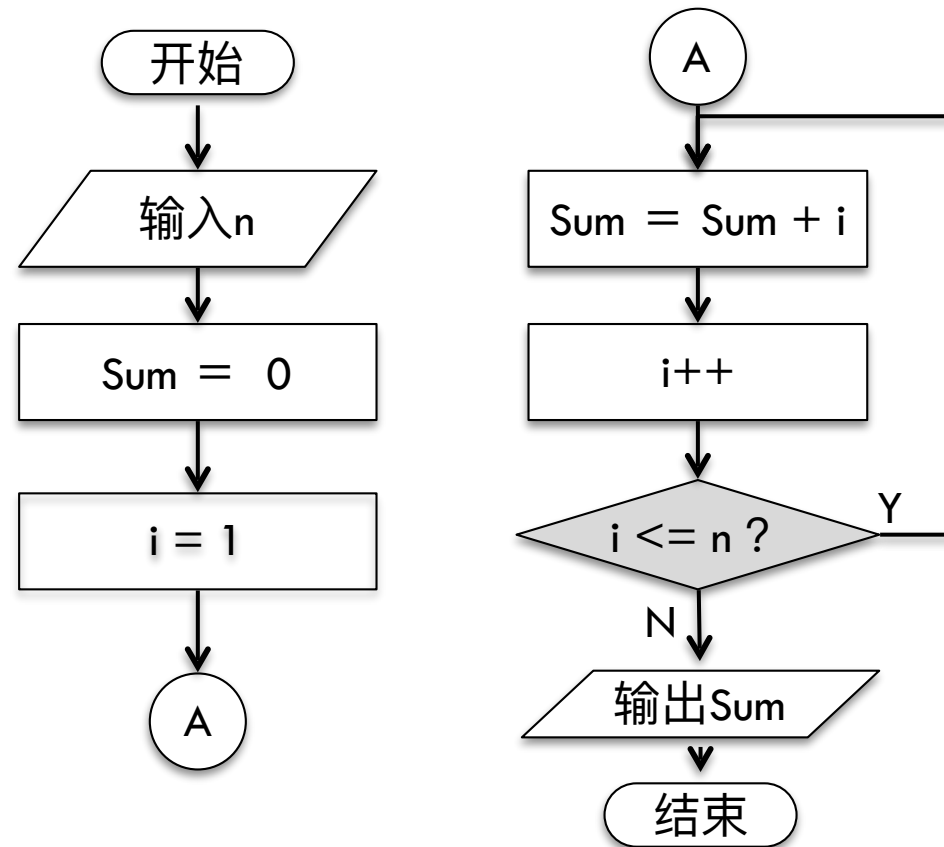 开始
输入n
Sum = 0
i = 1
A
A
Sum = Sum + i
i++
i <= n ?
Y
N
输出Sum
结束